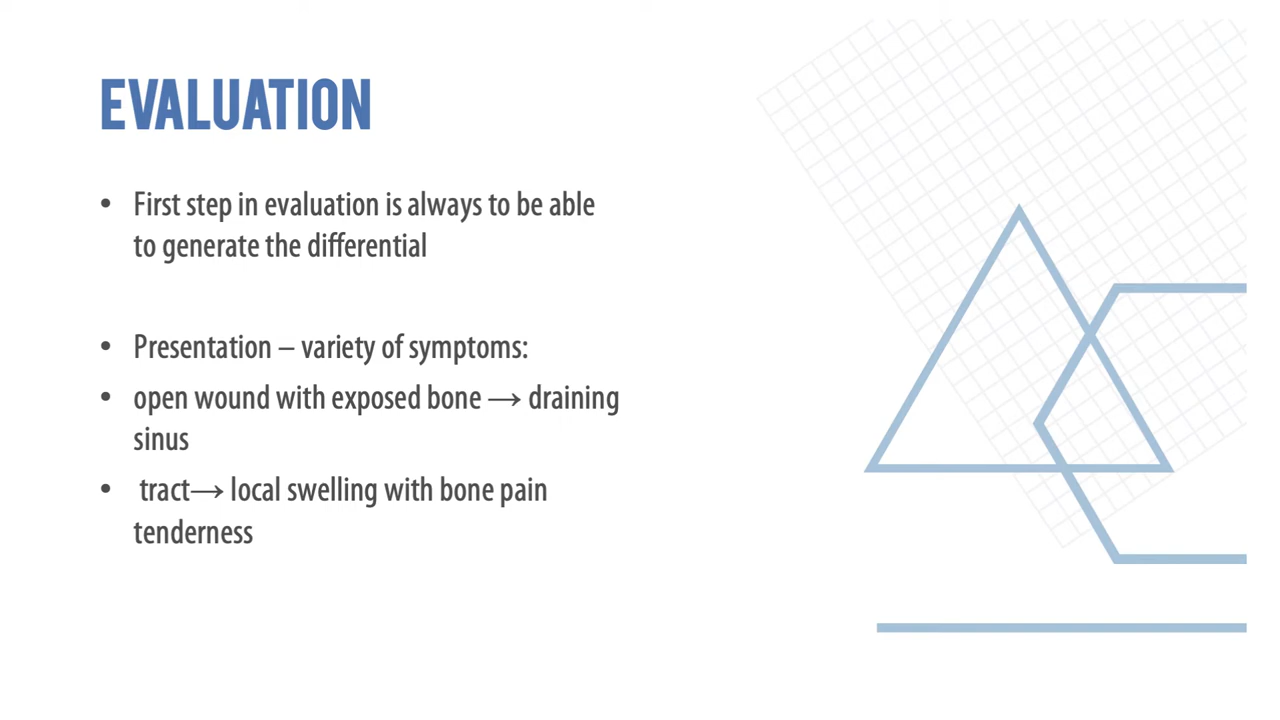 EVALUATION
• First step in evaluation is always to be able
to generate the differential
• Presentation – variety of symptoms:
• open wound with exposed bone → draining
sinus
• tract→ local swelling with bone pain
tenderness